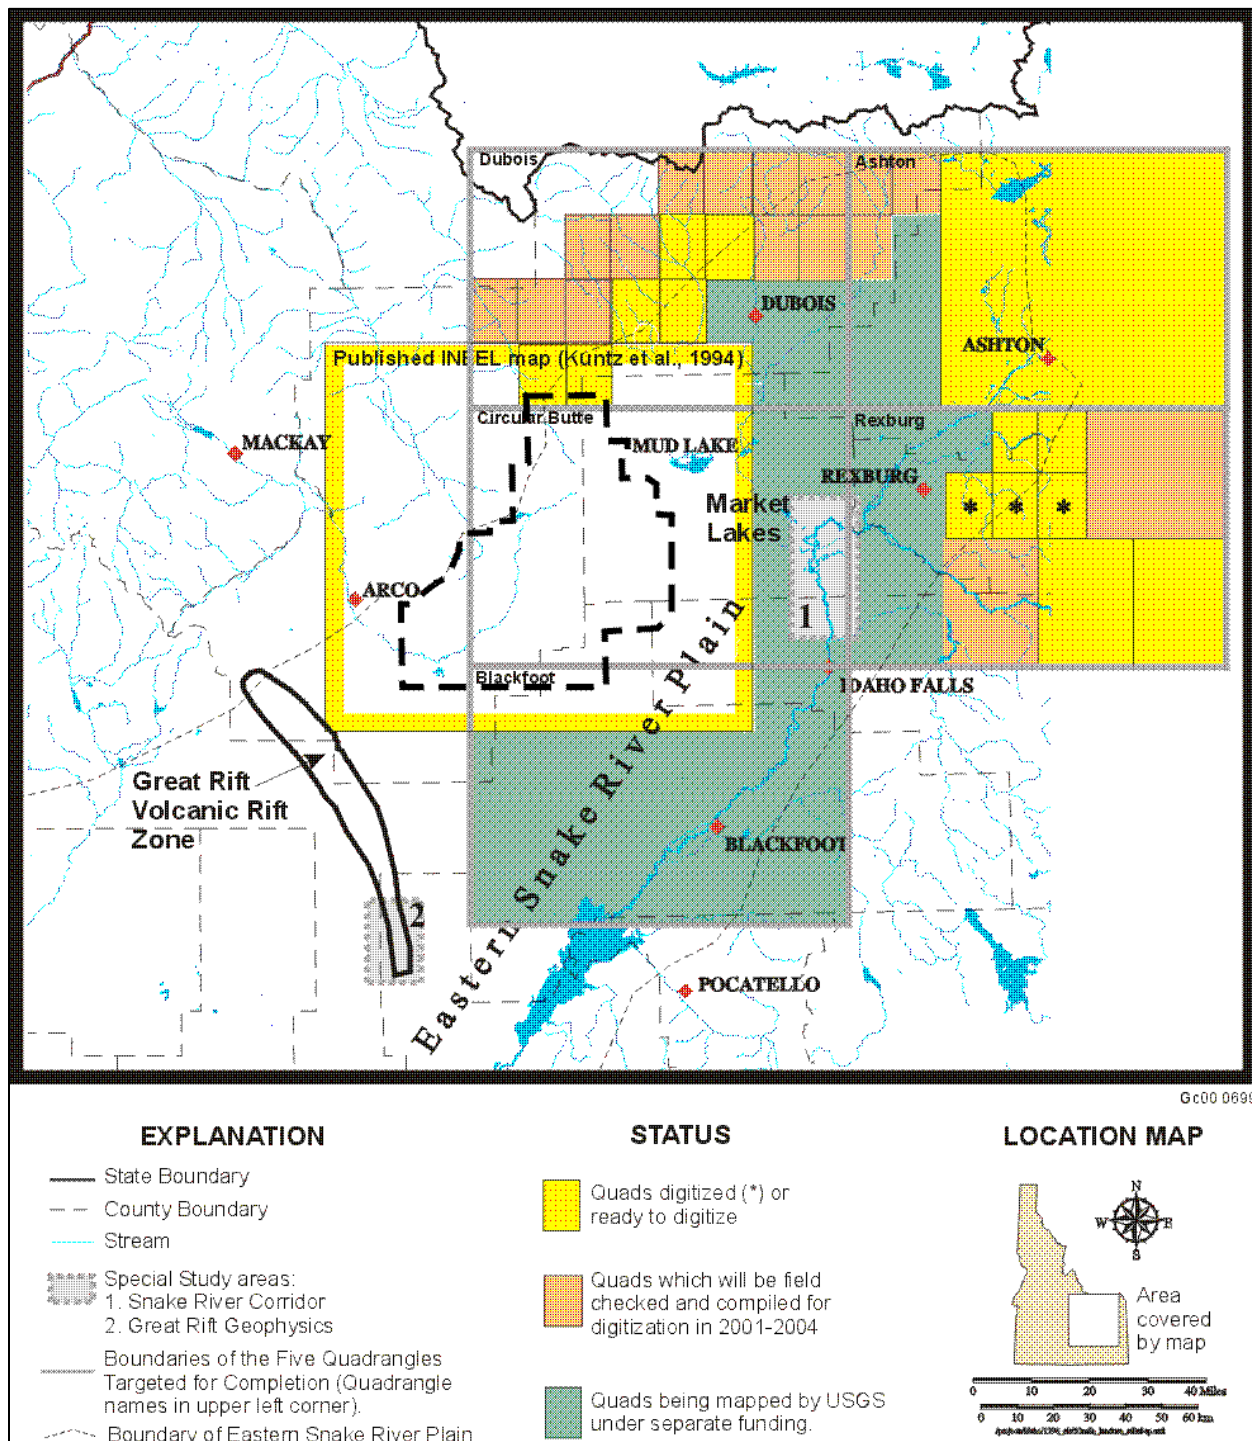 Dubois
Ashton
DUBOIS
ASHTON
Published INEEL map (Kuntz et al., 1994)
Circular Butte
Rexburg
MACKAY
MUD LAKE
REXBURG
Market
Lakes
* * *
ARCO
1
Blackfoot
IDAHO FALLS
Great Rift
Volcanic Rift
Zone
Eastern Snake River Plain
BLACKFOOT
2
POCATELLO
Gc00 0699
EXPLANATION
State Boundary
County Boundary
Stream
Special Study areas:
1. Snake River Corridor
2. Great Rift Geophysics
Boundaries of the Five Quadrangles
Targeted for Completion (Quadrangle
names in upper left corner).
Boundary of Eastern Snake River Plain
STATUS
Quads digitized (*) or
ready to digitize
Quads which will be field
checked and compiled for
digitization in 2001-2004
Quads being mapped by USGS
under separate funding.
LOCATION MAP
N
W E
S
Area
covered
by map
0 10 20 30 40 Miles
0 10 20 30 40 50 60 km